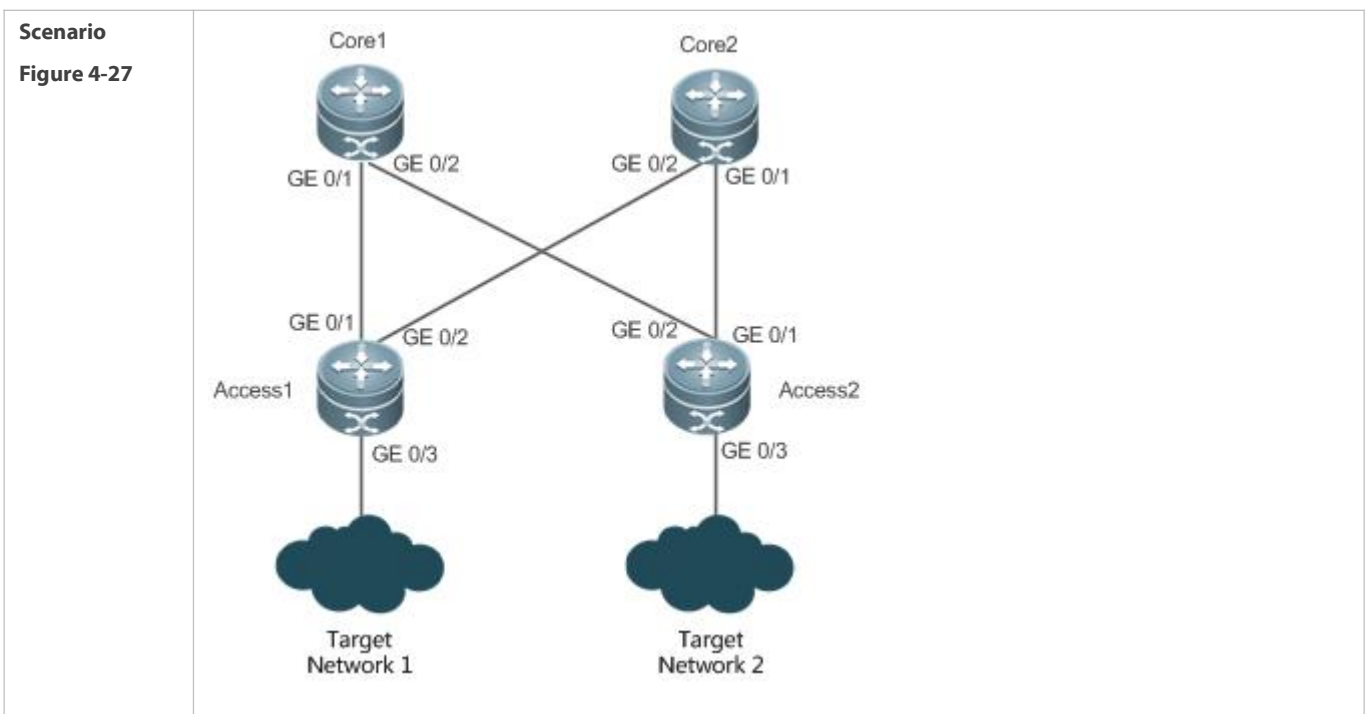 Scenario
Figure 4-27
Core1
Core2
GE 0/1
GE 0/2
GE 0/2
GE 0/1
GE 0/1
GE 0/2
GE 0/2
GE 0/1
Access1
Access2
GE 0/3
GE 0/3
Target
Network 1
Target
Network 2